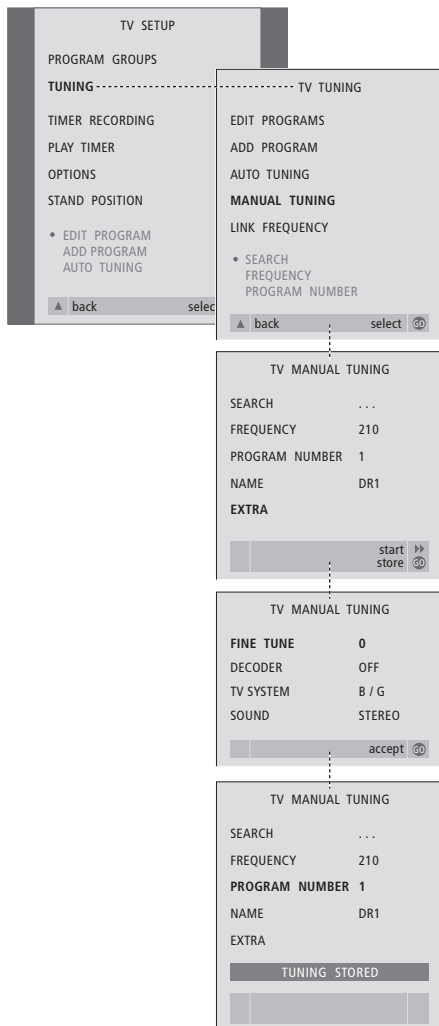 TV SETUP
PROGRAM GROUPS
TUNING
TIMER RECORDING
PLAY TIMER
OPTIONS
STAND POSITION
• EDIT PROGRAM
ADD PROGRAM
AUTO TUNING
▲ back selec
TV TUNING
EDIT PROGRAMS
ADD PROGRAM
AUTO TUNING
MANUAL TUNING
LINK FREQUENCY
• SEARCH
FREQUENCY
PROGRAM NUMBER
▲ back select GO
TV MANUAL TUNING
SEARCH ...
FREQUENCY 210
PROGRAM NUMBER 1
NAME DR1
EXTRA
start
store GO
TV MANUAL TUNING
FINE TUNE 0
DECODER OFF
TV SYSTEM B / G
SOUND STEREO
accept GO
TV MANUAL TUNING
SEARCH ...
FREQUENCY 210
PROGRAM NUMBER 1
NAME DR1
EXTRA
TUNING STORED